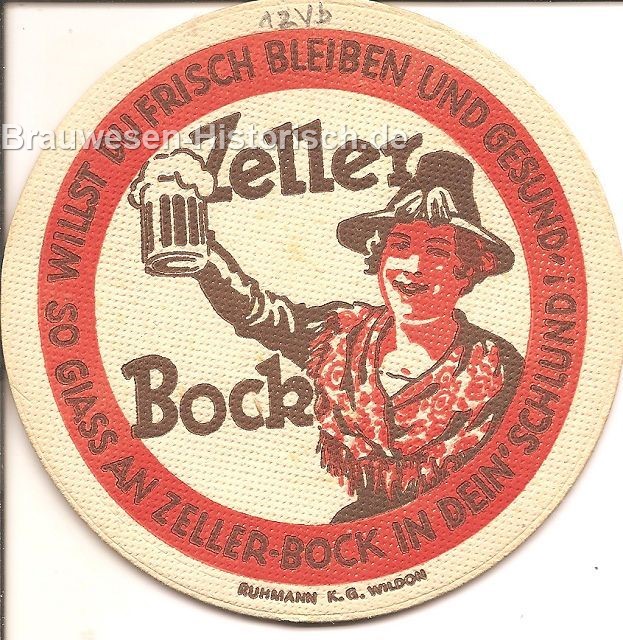 12Vb
Brauwesen-Historisch.de
WILLST DU FRISCH BLEIBEN UND GESUND'
SO GIASS AN ZELLER-BOCK IN DEIN' SCHLUND!
Zeller
Bock
RUHMANN K.G. WILDON